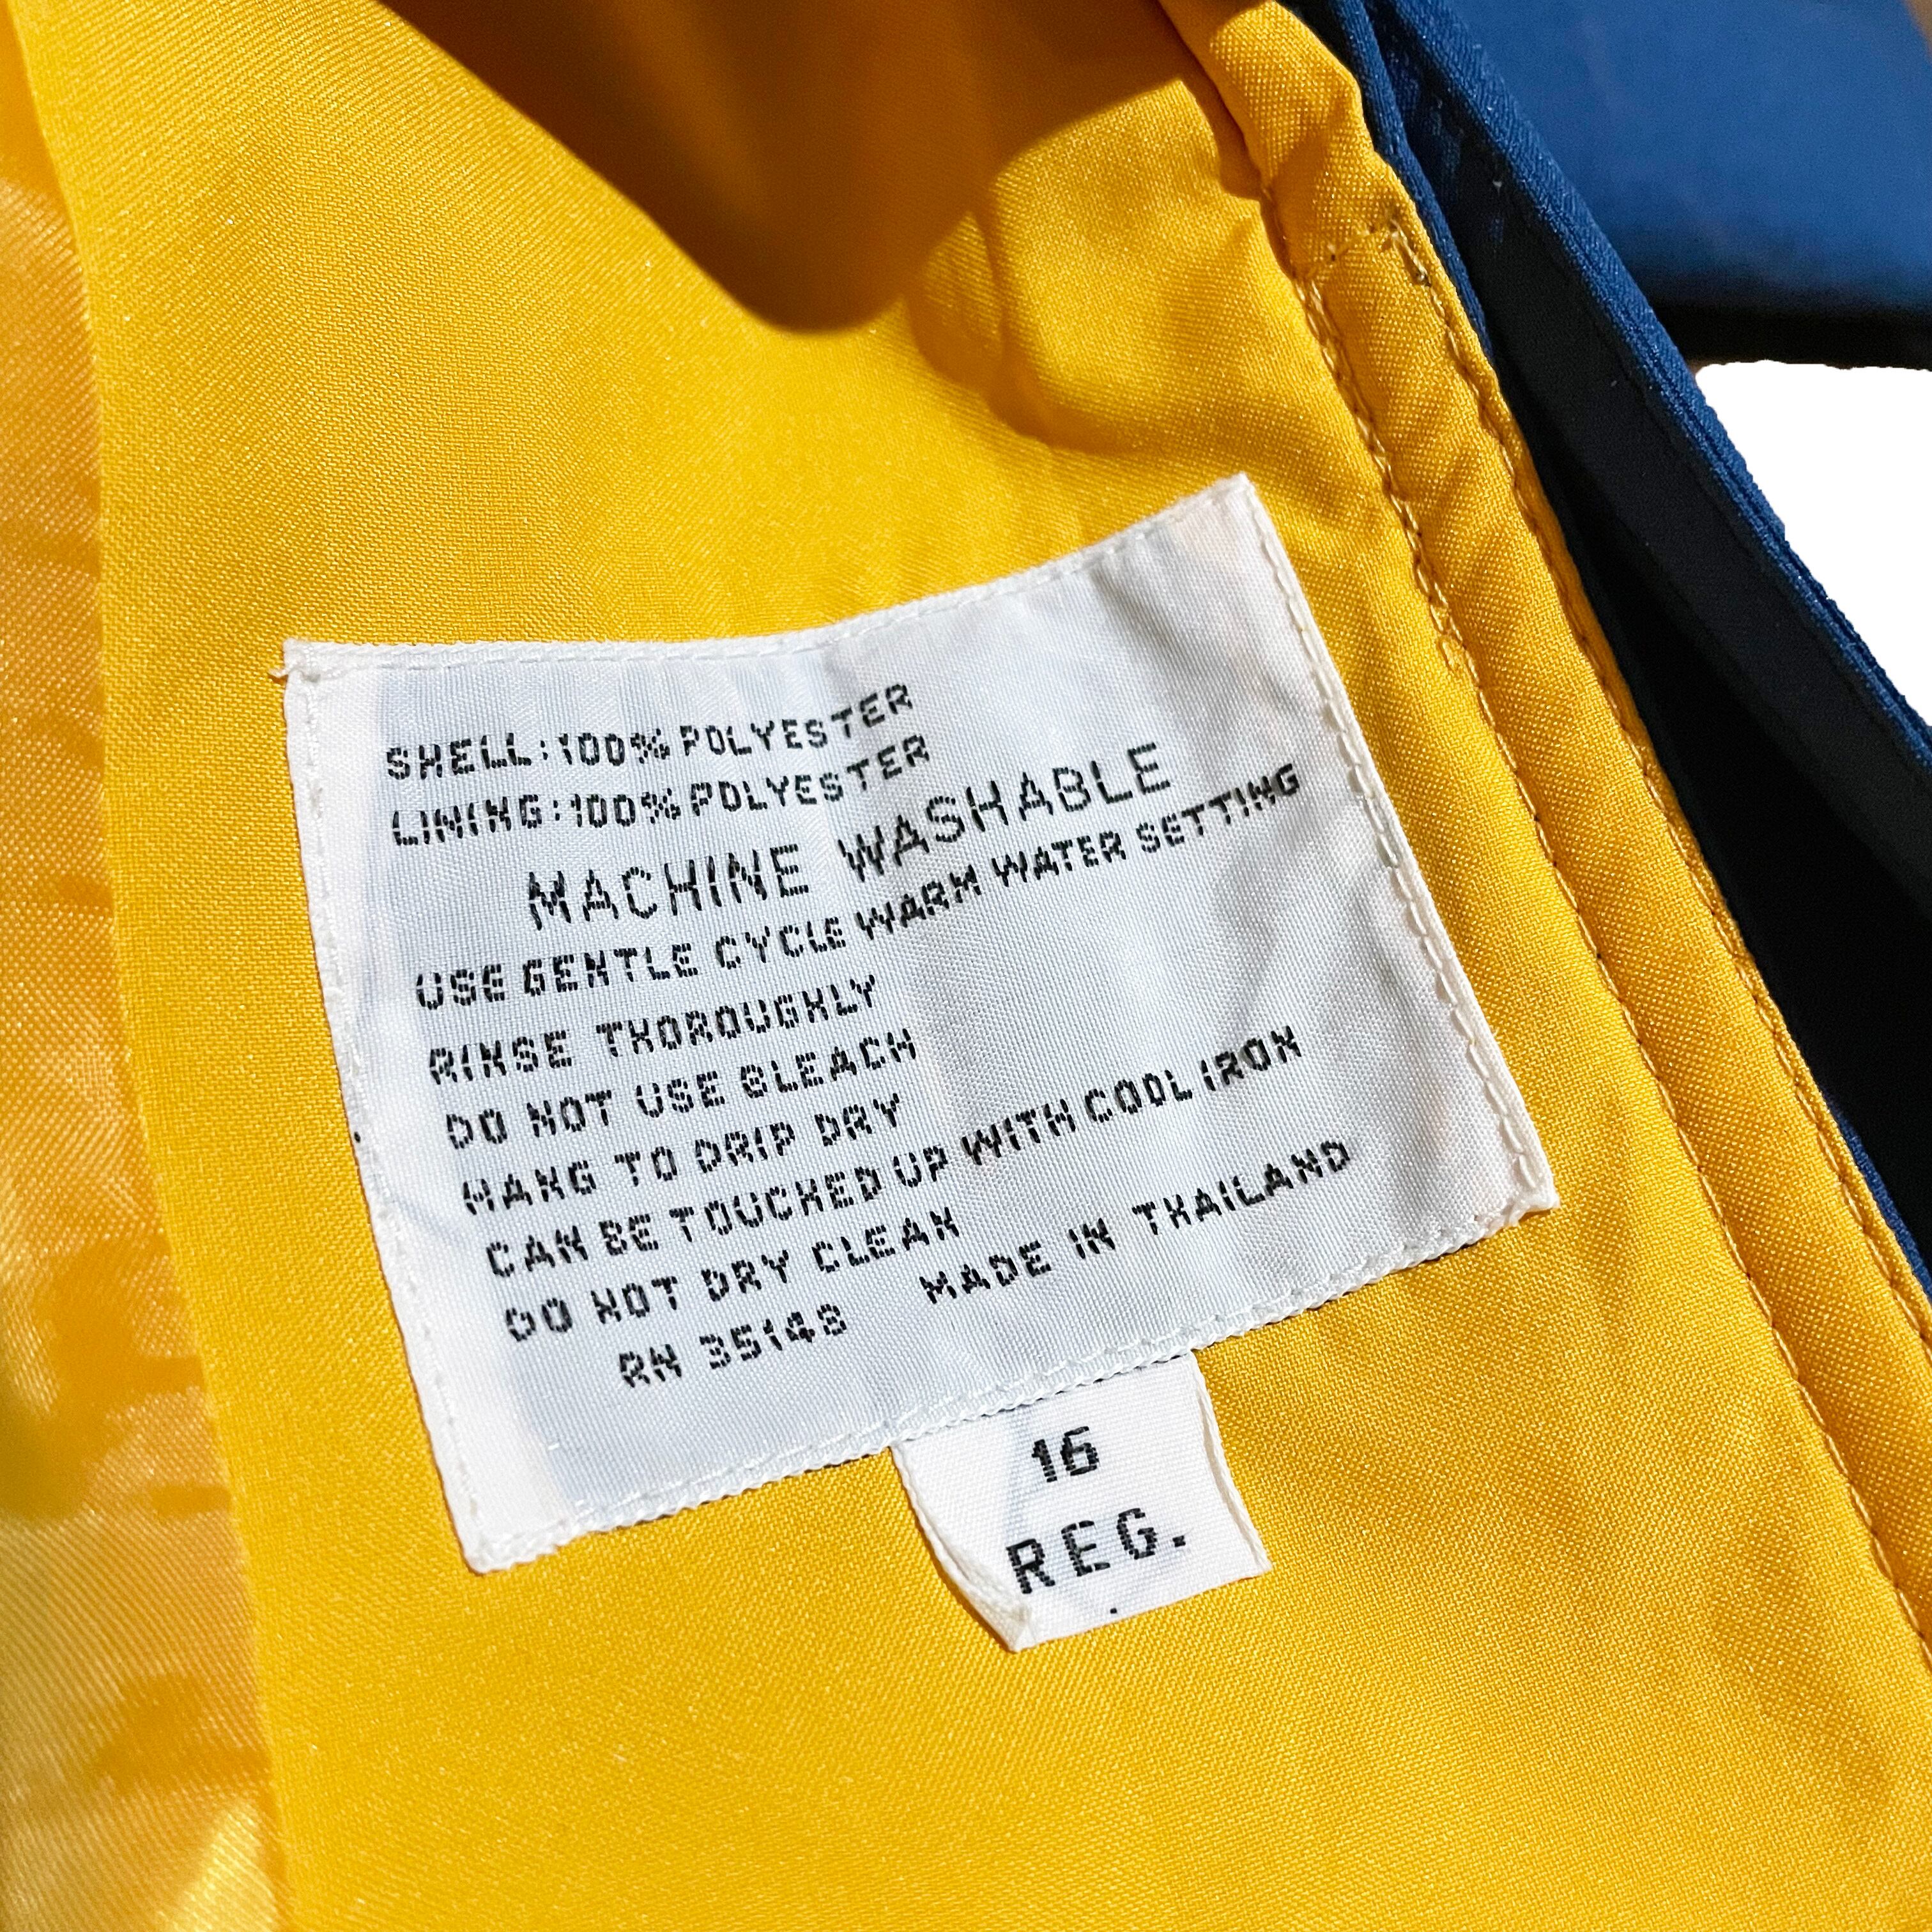 SHELL:100% POLYESTER
LINING:100% POLYESTER
MACHINE WASHABLE
USE GENTLE CYCLE WARM WATER SETTING
RINSE THOROUGHLY
DO NOT USE BLEACH
HANG TO DRIP DRY
CAN BE TOUCHED UP WITH COOL IRON
DO NOT DRY CLEAN
RN 35148 MADE IN THAILAND
16
REG.